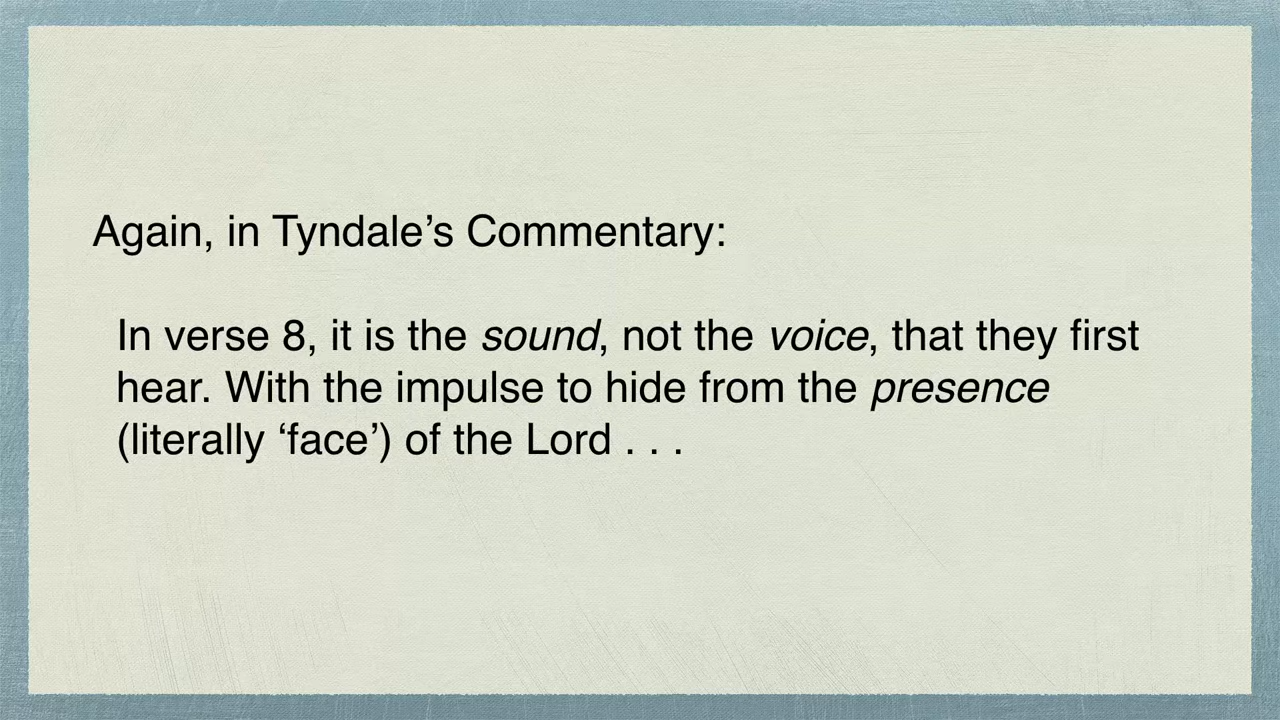 Again, in Tyndale’s Commentary:
In verse 8, it is the sound, not the voice, that they first
hear. With the impulse to hide from the presence
(literally ‘face’) of the Lord . . .